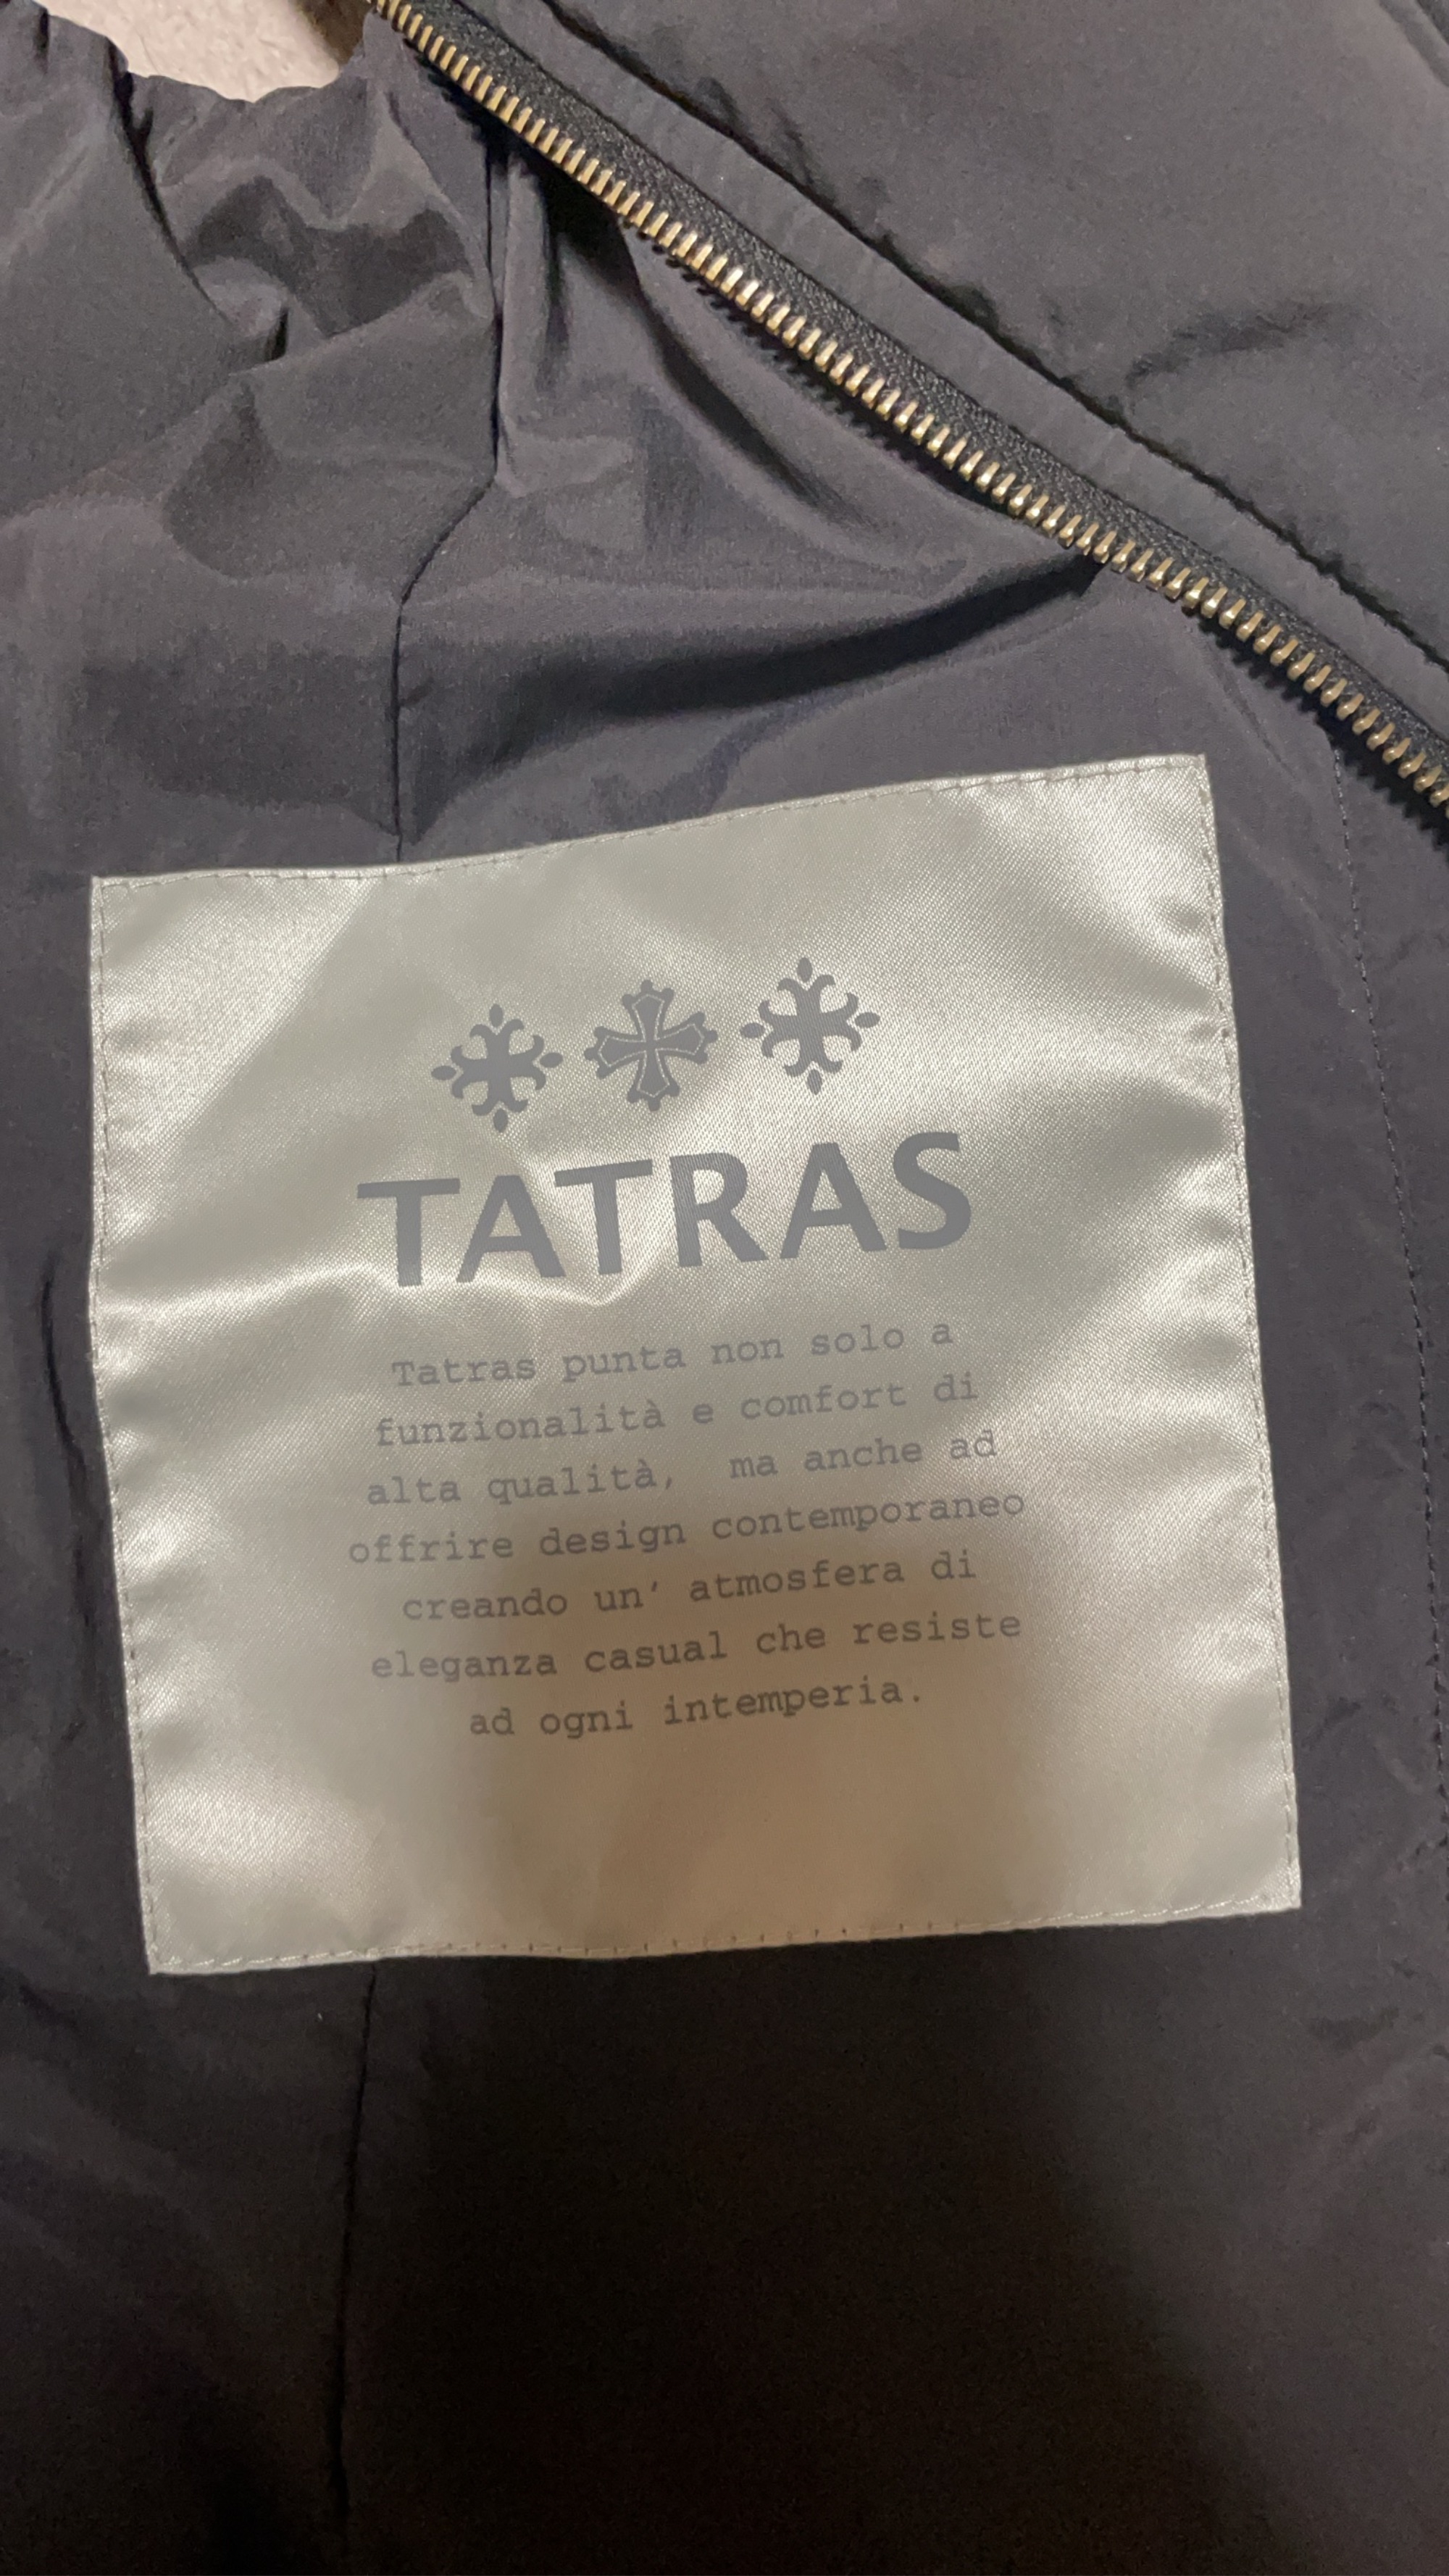 TATRAS
Tatras punta non solo a
funzionalità e comfort di
alta qualità, ma anche ad
offrire design contemporaneo
creando un' atmosfera di
eleganza casual che resiste
ad ogni intemperia.